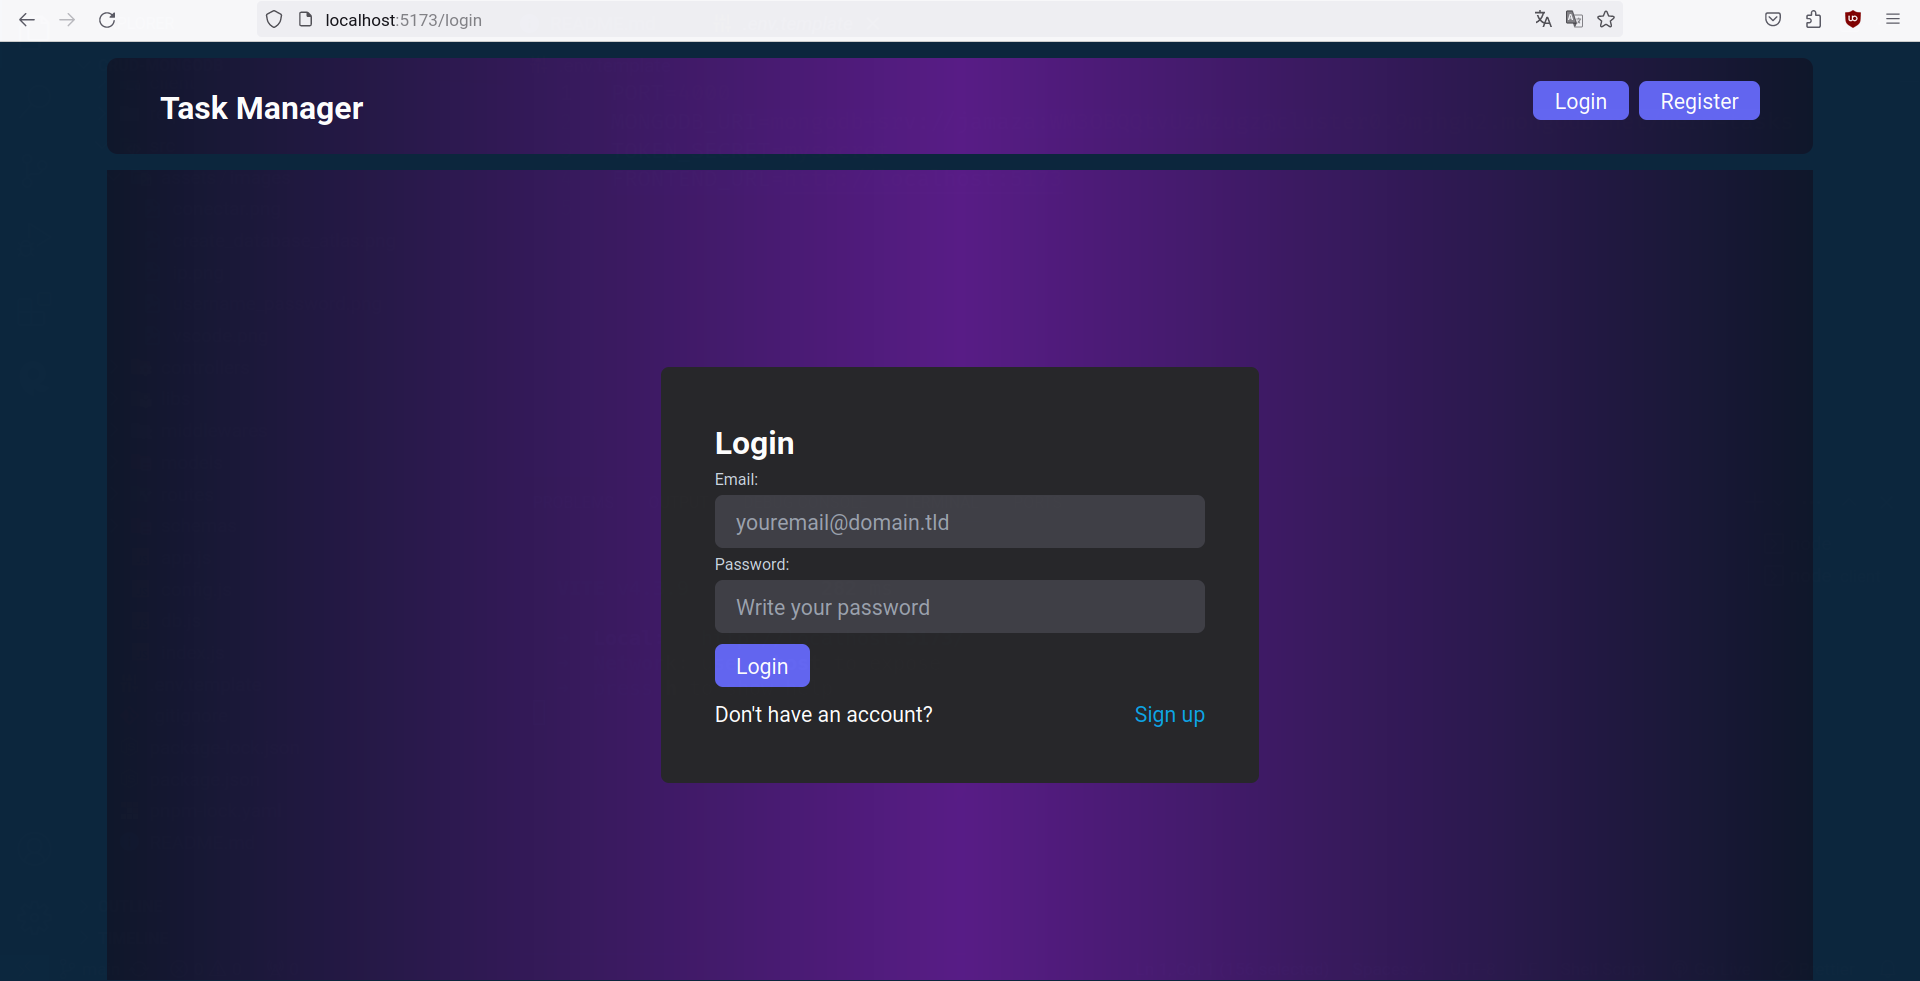 localhost:5173/login
Task Manager
Login
Register
Login
Email:
youremail@domain.tld
Password:
Write your password
Login
Don't have an account?
Sign up